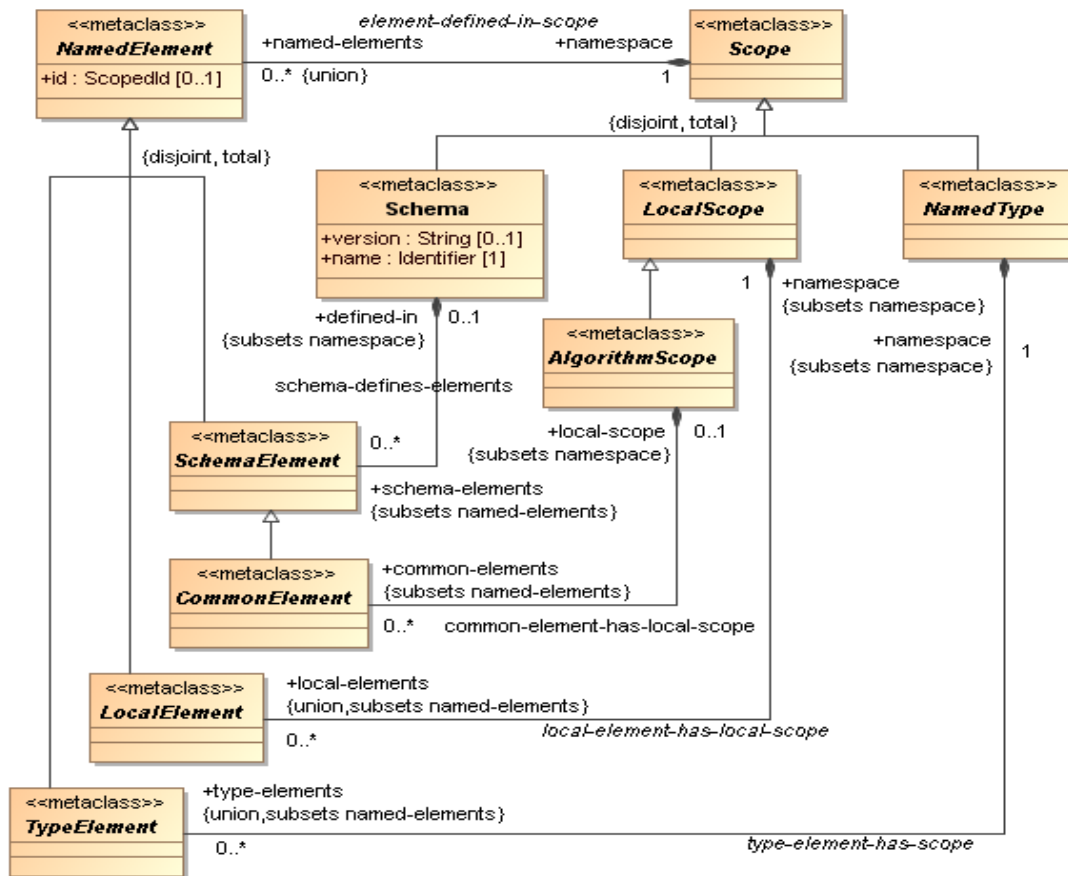 <<metaclass>>
NamedElement
+id : ScopedId [0..1]
element-defined-in-scope
+named-elements
+namespace
0..* {union}
1
<<metaclass>>
Scope
{disjoint, total}
{disjoint, total}
<<metaclass>>
Schema
+version : String [0..1]
+name : Identifier [1]
<<metaclass>>
LocalScope
<<metaclass>>
NamedType
+defined-in
0..1
{subsets namespace}
schema-defines-elements
1
+namespace
{subsets namespace}
+namespace
1
{subsets namespace}
<<metaclass>>
AlgorithmScope
+local-scope
0..1
{subsets namespace}
<<metaclass>>
SchemaElement
0..*
+schema-elements
{subsets named-elements}
<<metaclass>>
CommonElement
+common-elements
{subsets named-elements}
0..*
common-element-has-local-scope
<<metaclass>>
LocalElement
+local-elements
{union,subsets named-elements}
0..*
local-element-has-local-scope
<<metaclass>>
TypeElement
+type-elements
{union,subsets named-elements}
0..*
type-element-has-scope